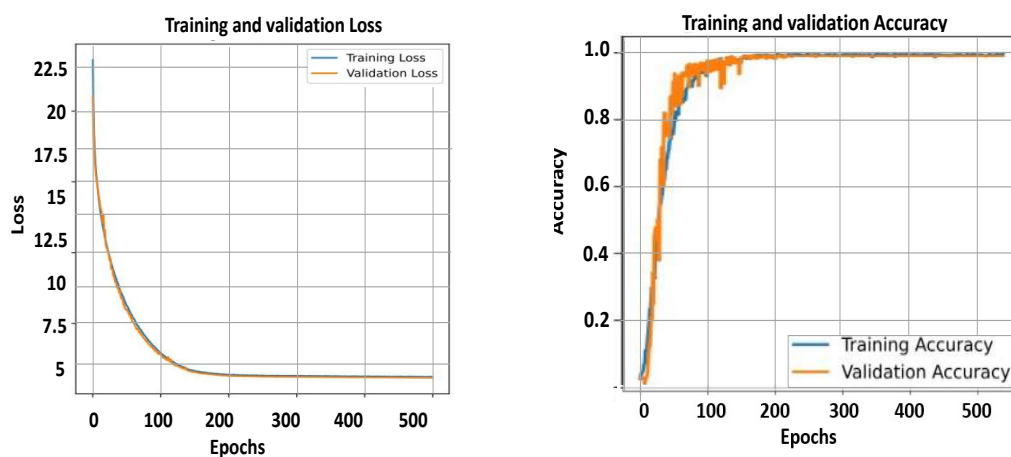 Training and validation Loss
Training Loss
Validation Loss
22.5
20
17.5
15
12.5
10
7.5
5
Loss
0 100 200 300 400 500
Epochs
Training and validation Accuracy
1.0
0.8
0.6
0.4
0.2
Accuracy
Training Accuracy
Validation Accuracy
0 100 200 300 400 500
Epochs